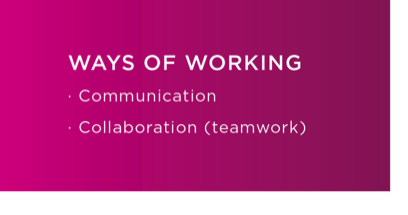 WAYS OF WORKING
· Communication
· Collaboration (teamwork)